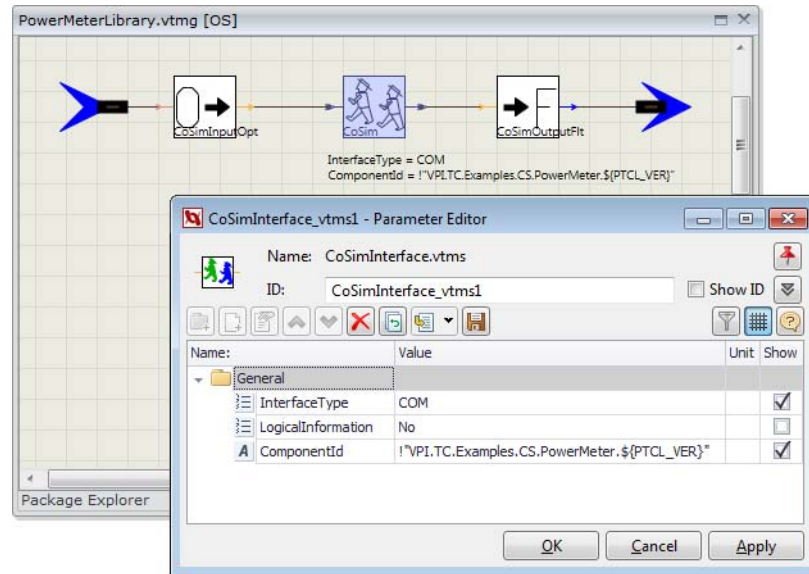 PowerMeterLibrary.vtmg [OS]
CoSimInputOpt
CoSim
CoSimOutputFlt
InterfaceType = COM
ComponentId = !"VPI.TC.Examples.CS.PowerMeter.${PTCL_VER}"
CoSimInterface_vtms1 - Parameter Editor
Name: CoSimInterface.vtms
ID: CoSimInterface_vtms1 Show ID
Name: Value Unit Show
General
InterfaceType COM
LogicalInformation No
A ComponentId !"VPI.TC.Examples.CS.PowerMeter.${PTCL_VER}"
Package Explorer
OK Cancel Apply